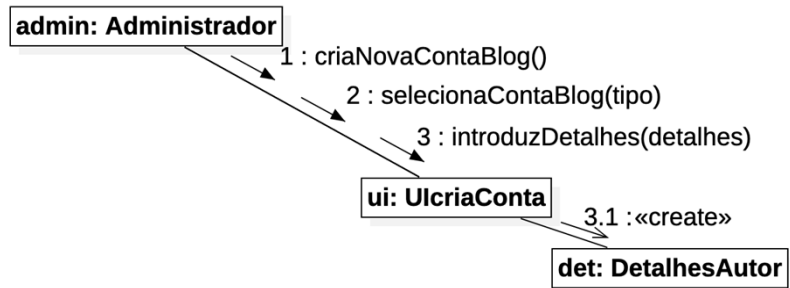 admin: Administrador
1 : criaNovaContaBlog()
2 : selecionaContaBlog(tipo)
3 : introduzDetalhes(detalhes)
ui: UIcriaConta
3.1 :«create»
det: DetalhesAutor